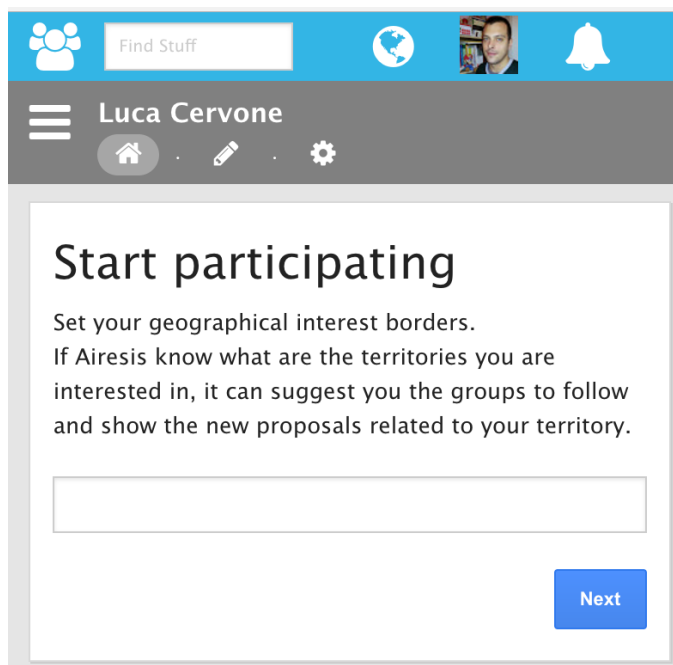 Find Stuff
Luca Cervone
Start participating
Set your geographical interest borders.
If Airesis know what are the territories you are
interested in, it can suggest you the groups to follow
and show the new proposals related to your territory.
Next